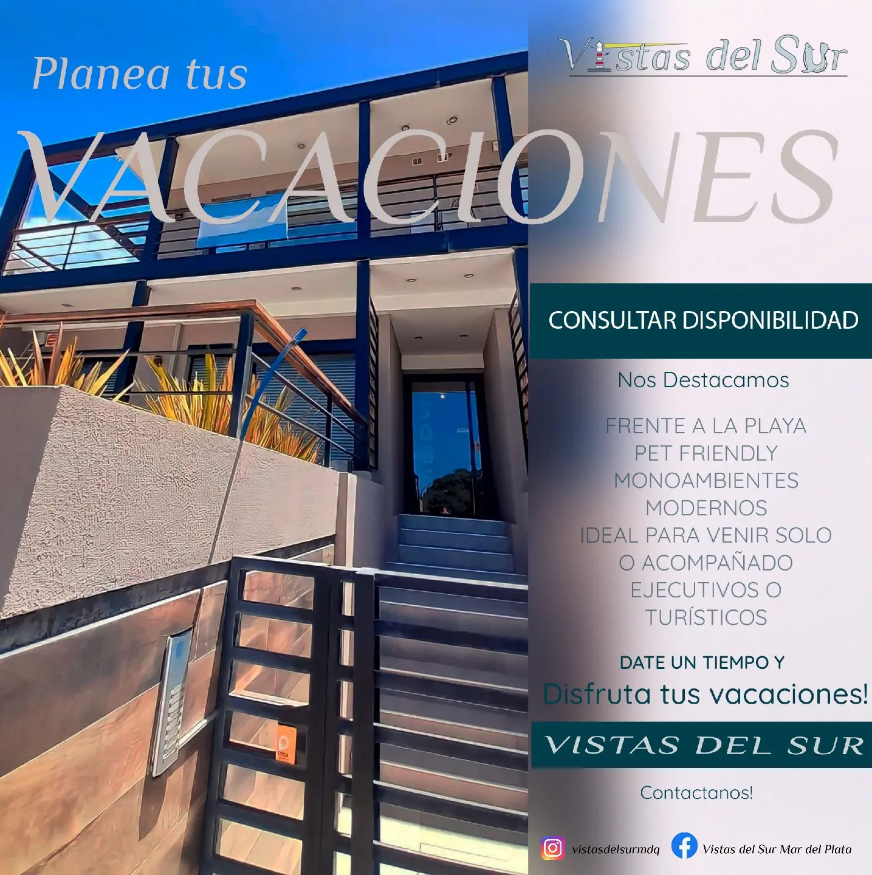 Planea tus
VACACIONES
Vistas del Sur
CONSULTAR DISPONIBILIDAD
Nos Destacamos
FRENTE A LA PLAYA
PET FRIENDLY
MONOAMBIENTES
MODERNOS
IDEAL PARA VENIR SOLO
O ACOMPAÑADO
EJECUTIVOS O
TURÍSTICOS
DATE UN TIEMPO Y
Disfruta tus vacaciones!
VISTAS DEL SUR
Contactanos!
vistasdelsurmdq
Vistas del Sur Mar del Plata